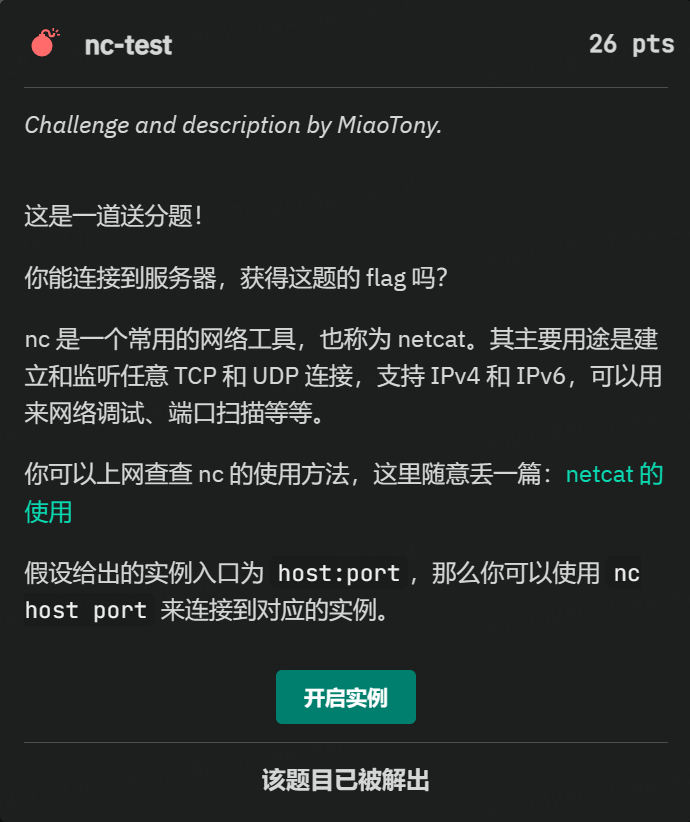 nc-test
26 pts
Challenge and description by MiaoTony.
这是一道送分题！
你能连接到服务器，获得这题的 flag 吗？
nc 是一个常用的网络工具，也称为 netcat。其主要用途是建
立和监听任意 TCP 和 UDP 连接，支持 IPv4 和 IPv6，可以用
来网络调试、端口扫描等等。
你可以上网查查 nc 的使用方法，这里随意丢一篇：netcat 的
使用
假设给出的实例入口为 host:port，那么你可以使用 nc
host port 来连接到对应的实例。
开启实例
该题目已被解出